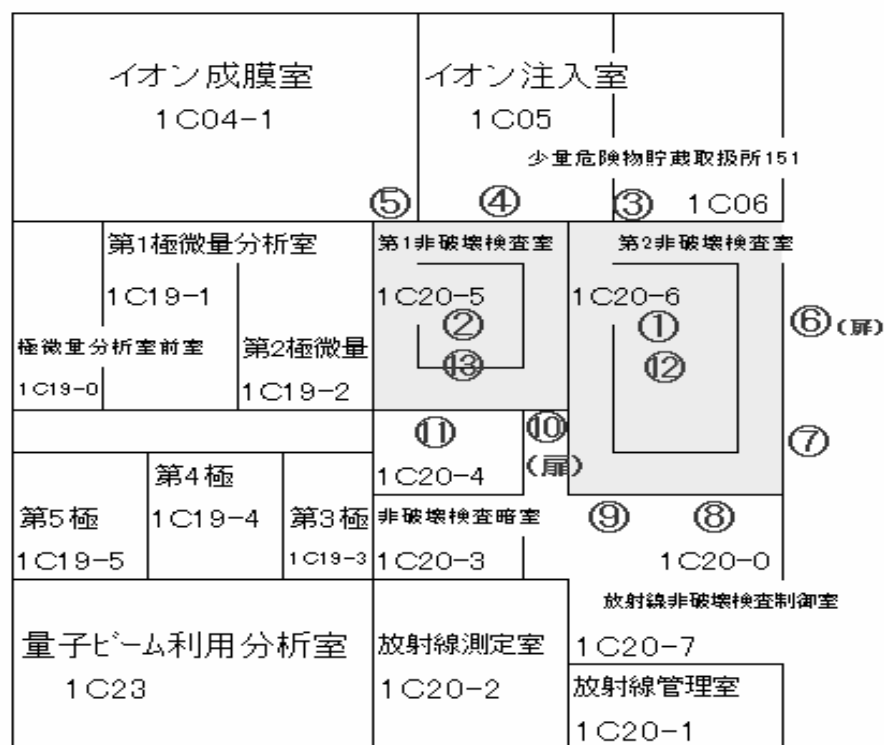 イオン成膜室
1C04-1
イオン注入室
1C05
少量危険物貯蔵取扱所151
⑤
④
③
1C06
第1極微量分析室
1C19-1
第1非破壊検査室
1C20-5
②
⑬
第2非破壊検査室
1C20-6
①
⑫
⑥(扉)
極微量分析室前室
1C19-0
第2極微量
1C19-2
⑦
⑪
1C20-4
⑩
(扉)
第5極
1C19-5
第4極
1C19-4
第3極
1C19-3
非破壊検査暗室
1C20-3
⑨
⑧
1C20-0
放射線非破壊検査制御室
1C20-7
量子ビーム利用分析室
1C23
放射線測定室
1C20-2
放射線管理室
1C20-1